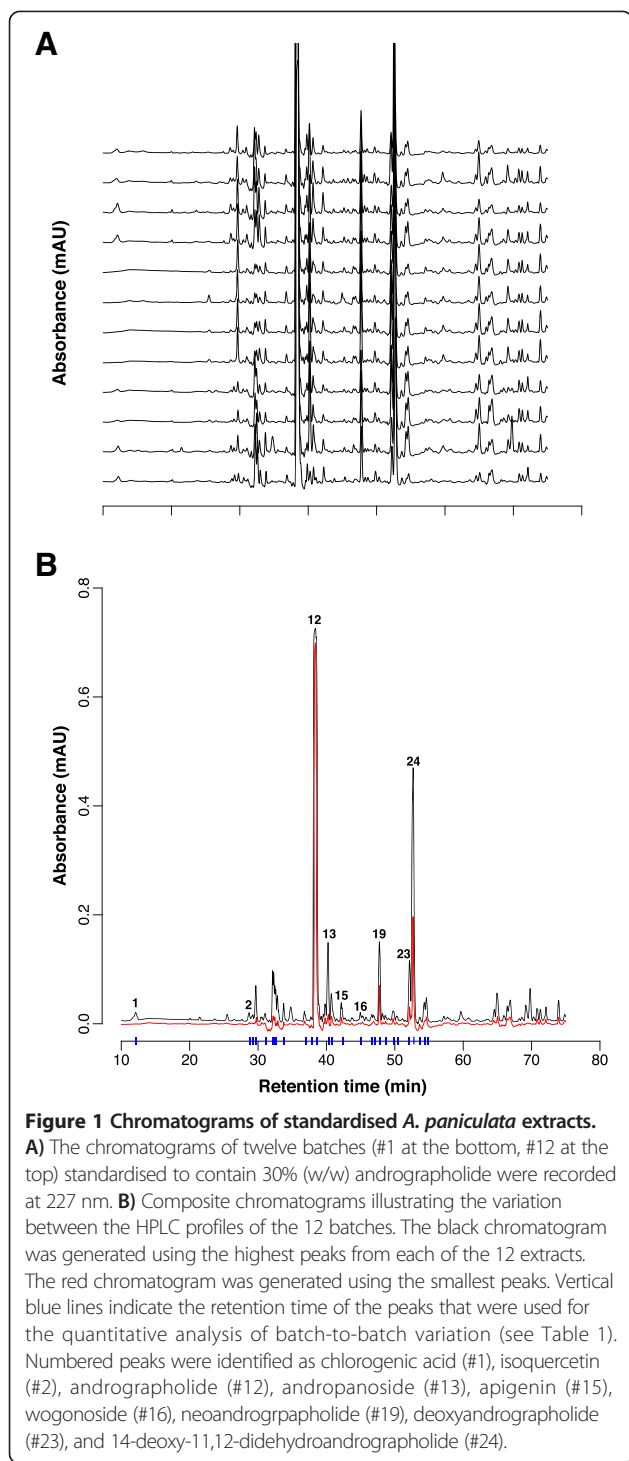 A
Absorbance (mAU)
B
0.8
0.6
0.4
0.2
0.0
Absorbance (mAU)
12
24
13
19
23
15
16
1
2
10 20 30 40 50 60 70 80
Retention time (min)
Figure 1 Chromatograms of standardised A. paniculata extracts.
A) The chromatograms of twelve batches (#1 at the bottom, #12 at the
top) standardised to contain 30% (w/w) andrographolide were recorded
at 227 nm. B) Composite chromatograms illustrating the variation
between the HPLC profiles of the 12 batches. The black chromatogram
was generated using the highest peaks from each of the 12 extracts.
The red chromatogram was generated using the smallest peaks. Vertical
blue lines indicate the retention time of the peaks that were used for
the quantitative analysis of batch-to-batch variation (see Table 1).
Numbered peaks were identified as chlorogenic acid (#1), isoquercetin
(#2), andrographolide (#12), andropanoside (#13), apigenin (#15),
wogonoside (#16), neoandrogrpapholide (#19), deoxyandrographolide
(#23), and 14-deoxy-11,12-didehydroandrographolide (#24).